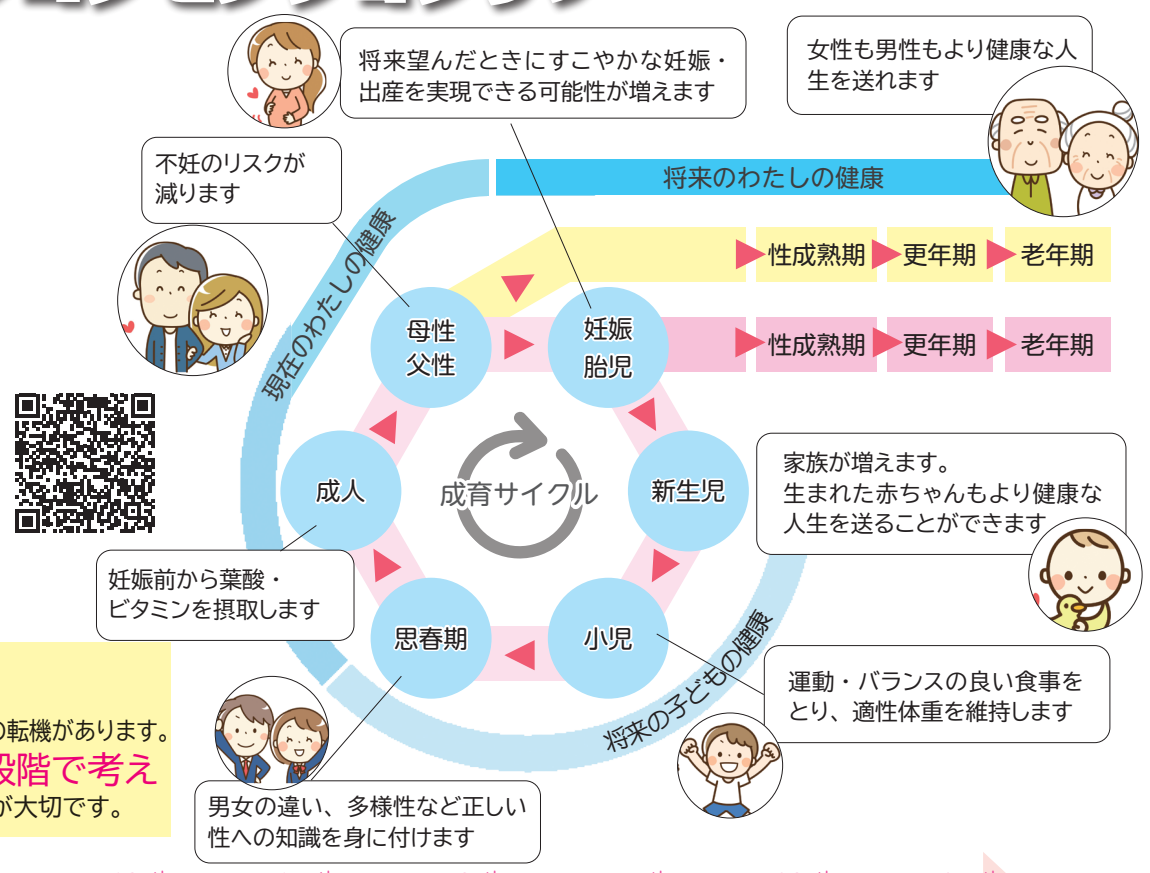 将来望んだときにすこやかな妊娠・
出産を実現できる可能性が増えます
女性も男性もより健康な人
生を送れます
不妊のリスクが
減ります
将来のわたしの健康
現在のわたしの健康
性成熟期
更年期
老年期
母性
父性
妊娠
胎児
性成熟期
更年期
老年期
成人
成育サイクル
新生児
家族が増えます。
生まれた赤ちゃんもより健康な
人生を送ることができます
妊娠前から葉酸・
ビタミンを摂取します
思春期
小児
将来の子どもの健康
運動・バランスの良い食事を
とり、適性体重を維持します
の転機があります。
段階で考え
が大切です。
男女の違い、多様性など正しい
性への知識を身に付けます